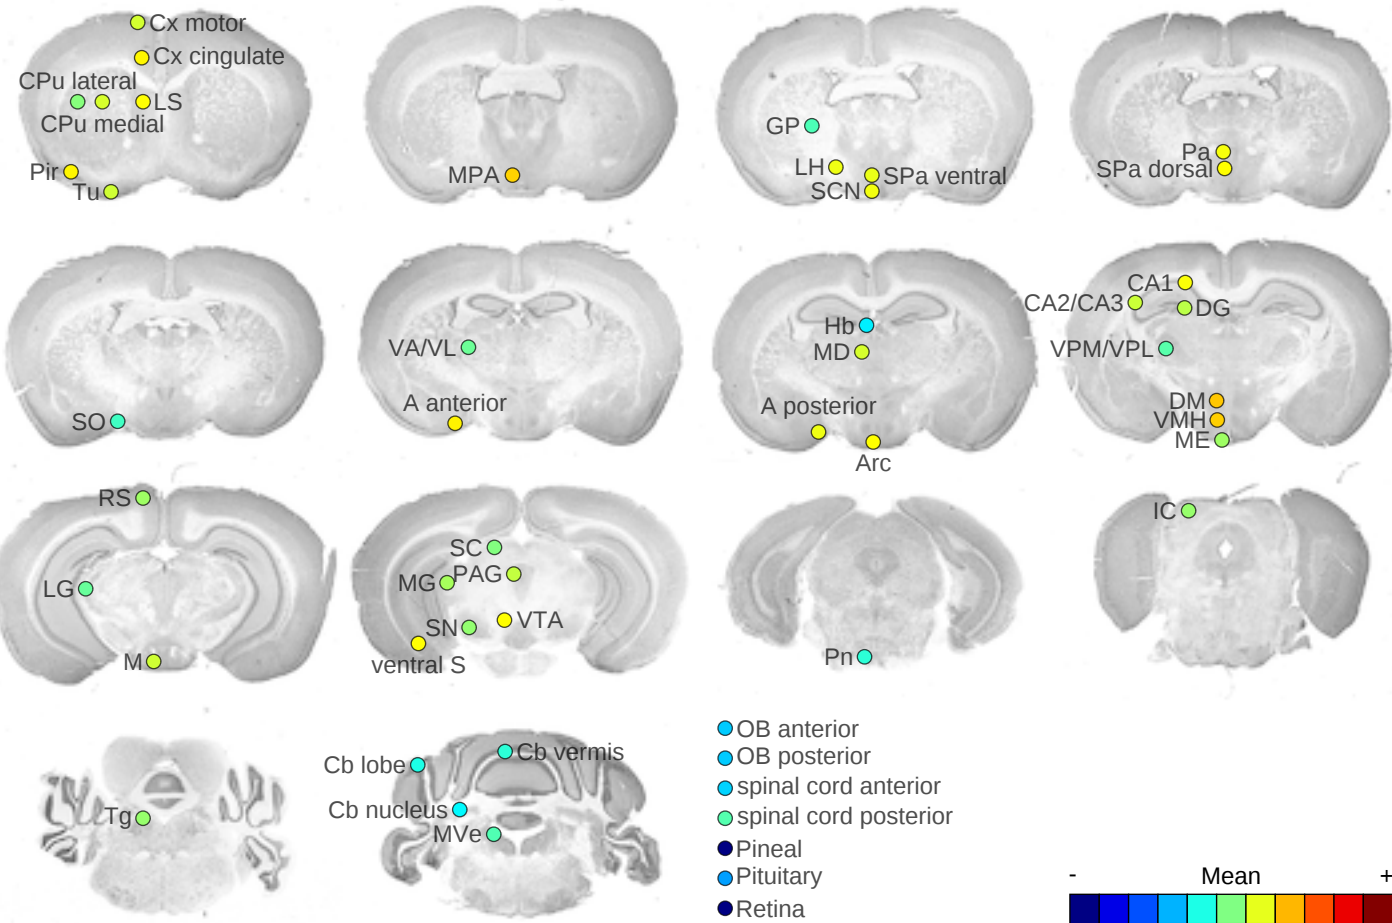 Cx motor
Cx cingulate
CPu lateral
LS
CPu medial
Pir
Tu
MPA
GP
LH
SPa ventral
SCN
Pa
SPa dorsal
SO
VA/VL
A anterior
Hb
MD
A posterior
Arc
CA1
CA2/CA3
DG
VPM/VPL
DM
VMH
ME
RS
LG
M
SC
PAG
MG
VTA
SN
ventral S
Pn
IC
Tg
Cb lobe
Cb vermis
Cb nucleus
MVe
OB anterior
OB posterior
spinal cord anterior
spinal cord posterior
Pineal
Pituitary
Retina
- Mean +